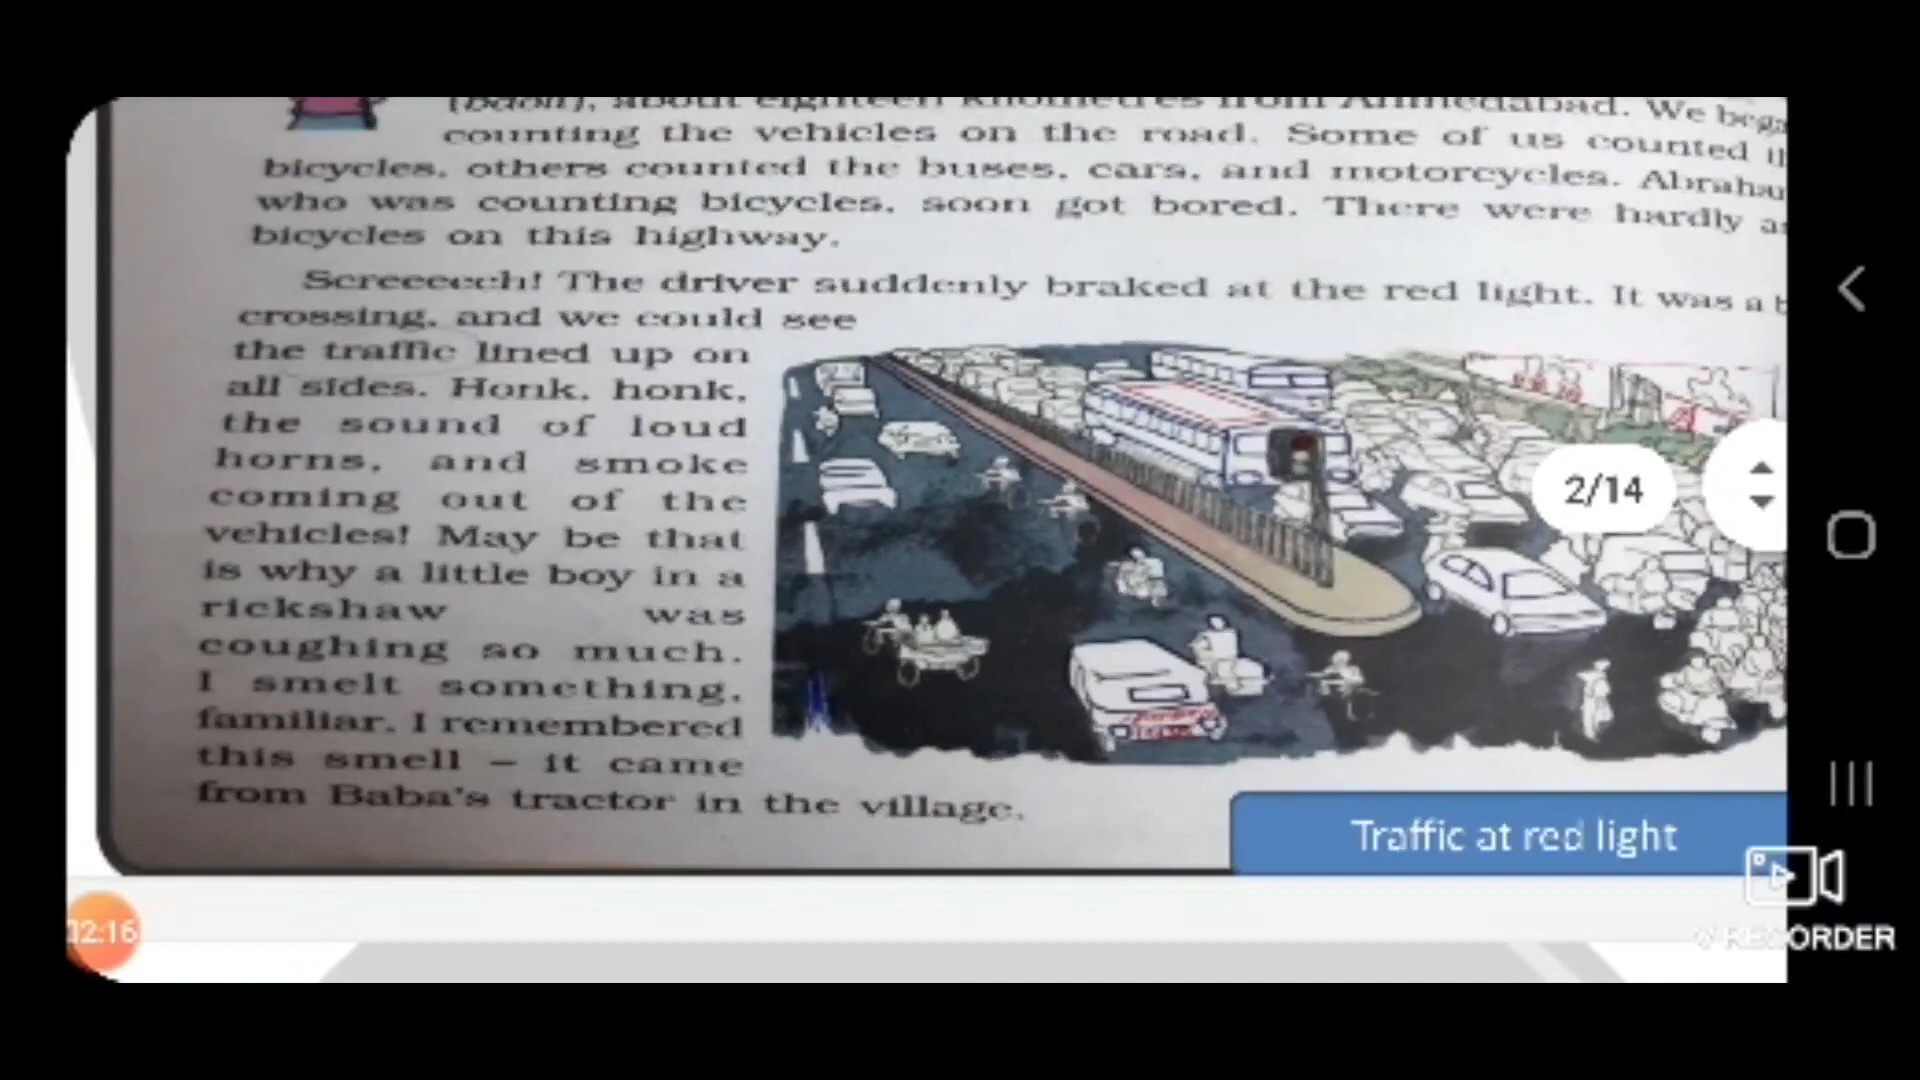 counting the vehicles on the road. Some of us counted
bicycles, others counted the buses, cars, and motorcycles.
who was counting bicycles, soon got bored. There were hardly
bicycles on this highway.
Screeeech! The driver suddenly braked at the red light. It was a
crossing, and we could see
the traffic lined up on
all sides. Honk, honk,
the sound of loud
horns, and smoke
coming out of the
vehicles! May be that
is why a little boy in a
rickshaw was
coughing so much.
I smelt something,
familiar. I remembered
this smell – it came
from Baba's tractor in the village.
2/14
Traffic at red light
02:16